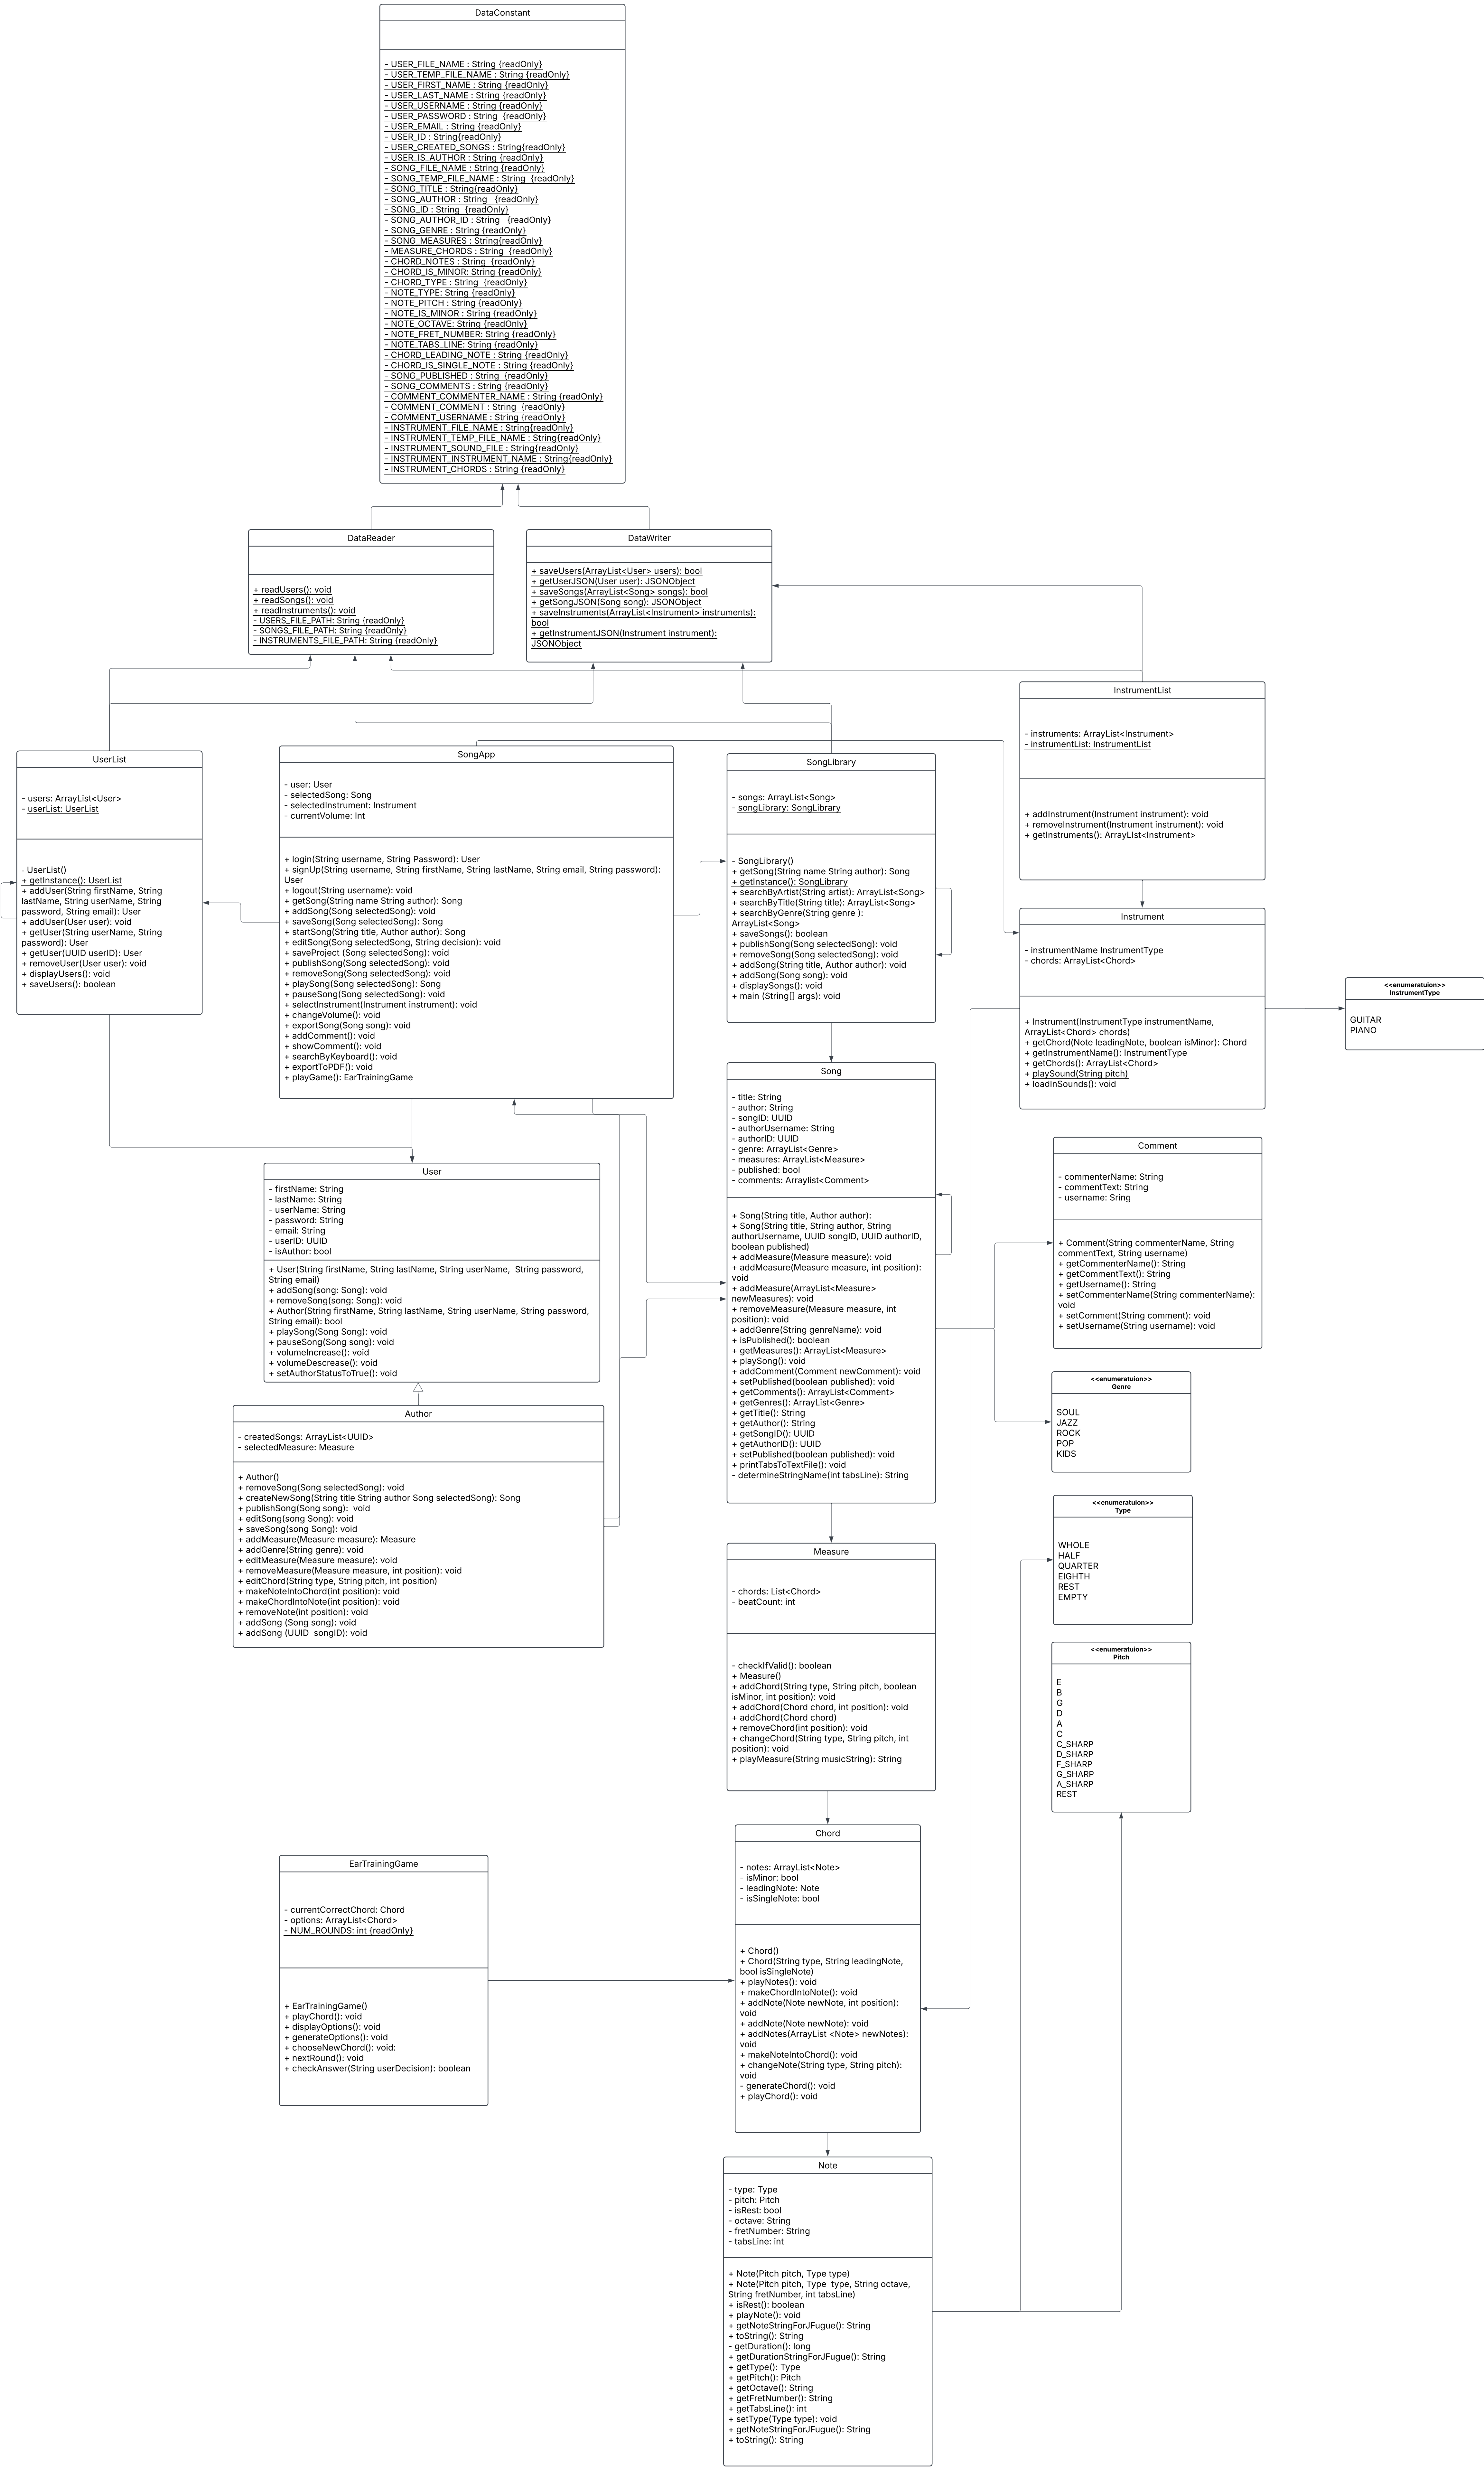 DataConstant
- USER_FILE_NAME : String {readOnly}
- USER_TEMP_FILE_NAME : String {readOnly}
- USER_FIRST_NAME : String {readOnly}
- USER_LAST_NAME : String {readOnly}
- USER_USERNAME : String {readOnly}
- USER_PASSWORD : String  {readOnly}
- USER_EMAIL : String {readOnly}
- USER_ID : String{readOnly}
- USER_CREATED_SONGS : String{readOnly}
- USER_IS_AUTHOR : String {readOnly}
- SONG_FILE_NAME : String {readOnly}
- SONG_TEMP_FILE_NAME : String  {readOnly}
- SONG_TITLE : String{readOnly}
- SONG_AUTHOR : String   {readOnly}
- SONG_ID : String  {readOnly}
- SONG_AUTHOR_ID : String   {readOnly}
- SONG_GENRE : String {readOnly}
- SONG_MEASURES : String{readOnly}
- MEASURE_CHORDS : String  {readOnly}
- CHORD_NOTES : String  {readOnly}
- CHORD_IS_MINOR: String {readOnly}
- CHORD_TYPE : String  {readOnly}
- NOTE_TYPE: String {readOnly}
- NOTE_PITCH : String {readOnly}
- NOTE_IS_MINOR : String {readOnly}
- NOTE_OCTAVE: String {readOnly}
- NOTE_FRET_NUMBER: String {readOnly}
- NOTE_TABS_LINE: String {readOnly}
- CHORD_LEADING_NOTE : String {readOnly}
- CHORD_IS_SINGLE_NOTE : String {readOnly}
- SONG_PUBLISHED : String  {readOnly}
- SONG_COMMENTS : String {readOnly}
- COMMENT_COMMENTER_NAME : String {readOnly}
- COMMENT_COMMENT : String  {readOnly}
- COMMENT_USERNAME : String {readOnly}
- INSTRUMENT_FILE_NAME : String{readOnly}
- INSTRUMENT_TEMP_FILE_NAME : String{readOnly}
- INSTRUMENT_SOUND_FILE : String{readOnly}
- INSTRUMENT_INSTRUMENT_NAME : String{readOnly}
- INSTRUMENT_CHORDS : String {readOnly}
DataReader
+ readUsers(): void
+ readSongs(): void
+ readInstruments(): void
- USERS_FILE_PATH: String {readOnly}
- SONGS_FILE_PATH: String {readOnly}
- INSTRUMENTS_FILE_PATH: String {readOnly}
DataWriter
+ saveUsers(ArrayList<User> users): bool
+ getUserJSON(User user): JSONObject
+ saveSongs(ArrayList<Song> songs): bool
+ getSongJSON(Song song): JSONObject
+ saveInstruments(ArrayList<Instrument> instruments):
bool
+ getInstrumentJSON(Instrument instrument):
JSONObject
InstrumentList
- instruments: ArrayList<Instrument>
- instrumentList: InstrumentList
+ addInstrument(Instrument instrument): void
+ removeInstrument(Instrument instrument): void
+ getInstruments(): ArrayLIst<Instrument>
UserList
- users: ArrayList<User>
- userList: UserList
- UserList()
+ getInstance(): UserList
+ addUser(String firstName, String
lastName, String userName, String
password, String email): User
+ addUser(User user): void
+ getUser(String userName, String
password): User
+ getUser(UUID userID): User
+ removeUser(User user): void
+ displayUsers(): void
+ saveUsers(): boolean
SongApp
- user: User
- selectedSong: Song
- selectedInstrument: Instrument
- currentVolume: Int
+ login(String username, String Password): User
+ signUp(String username, String firstName, String lastName, String email, String password):
User
+ logout(String username): void
+ getSong(String name String author): Song
+ addSong(Song selectedSong): void
+ saveSong(Song selectedSong): Song
+ startSong(String title, Author author): Song
+ editSong(Song selectedSong, String decision): void
+ saveProject (Song selectedSong): void
+ publishSong(Song selectedSong): void
+ removeSong(Song selectedSong): void
+ playSong(Song selectedSong): Song
+ pauseSong(Song selectedSong): void
+ selectInstrument(Instrument instrument): void
+ changeVolume(): void
+ exportSong(Song song): void
+ addComment(): void
+ showComment(): void
+ searchByKeyboard(): void
+ exportToPDF(): void
+ playGame(): EarTrainingGame
SongLibrary
- songs: ArrayList<Song>
- songLibrary: SongLibrary
- SongLibrary()
+ getSong(String name String author): Song
+ getInstance(): SongLibrary
+ searchByArtist(String artist): ArrayList<Song>
+ searchByTitle(String title): ArrayList<Song>
+ searchByGenre(String genre ):
ArrayList<Song>
+ saveSongs(): boolean
+ publishSong(Song selectedSong): void
+ removeSong(Song selectedSong): void
+ addSong(String title, Author author): void
+ addSong(Song song): void
+ displaySongs(): void
+ main (String[] args): void
Instrument
- instrumentName InstrumentType
- chords: ArrayList<Chord>
+ Instrument(InstrumentType instrumentName,
ArrayList<Chord> chords)
+ getChord(Note leadingNote, boolean isMinor): Chord
+ getInstrumentName(): InstrumentType
+ getChords(): ArrayList<Chord>
+ playSound(String pitch)
+ loadInSounds(): void
<<enumeratuion>>
InstrumentType
GUITAR
PIANO
User
- firstName: String
- lastName: String
- userName: String
- password: String
- email: String
- userID: UUID
- isAuthor: bool
+ User(String firstName, String lastName, String userName,  String password,
String email)
+ addSong(song: Song): void
+ removeSong(song: Song): void
+ Author(String firstName, String lastName, String userName, String password,
String email): bool
+ playSong(Song Song): void
+ pauseSong(Song song): void
+ volumeIncrease(): void
+ volumeDescrease(): void
+ setAuthorStatusToTrue(): void
Song
- title: String
- author: String
- songID: UUID
- authorUsername: String
- authorID: UUID
- genre: ArrayList<Genre>
- measures: ArrayList<Measure>
- published: bool
- comments: Arraylist<Comment>
+ Song(String title, Author author):
+ Song(String title, String author, String
authorUsername, UUID songID, UUID authorID,
boolean published)
+ addMeasure(Measure measure): void
+ addMeasure(Measure measure, int position):
void
+ addMeasure(ArrayList<Measure>
newMeasures): void
+ removeMeasure(Measure measure, int
position): void
+ addGenre(String genreName): void
+ isPublished(): boolean
+ getMeasures(): ArrayList<Measure>
+ playSong(): void
+ addComment(Comment newComment): void
+ setPublished(boolean published): void
+ getComments(): ArrayList<Comment>
+ getGenres(): ArrayList<Genre>
+ getTitle(): String
+ getAuthor(): String
+ getSongID(): UUID
+ getAuthorID(): UUID
+ setPublished(boolean published): void
+ printTabsToTextFile(): void
- determineStringName(int tabsLine): String
Comment
- commenterName: String
- commentText: String
- username: Sring
+ Comment(String commenterName, String
commentText, String username)
+ getCommenterName(): String
+ getCommentText(): String
+ getUsername(): String
+ setCommenterName(String commenterName):
void
+ setComment(String comment): void
+ setUsername(String username): void
<<enumeratuion>>
Genre
SOUL
JAZZ
ROCK
POP
KIDS
Author
- createdSongs: ArrayList<UUID>
- selectedMeasure: Measure
+ Author()
+ removeSong(Song selectedSong): void
+ createNewSong(String title String author Song selectedSong): Song
+ publishSong(Song song):  void
+ editSong(song Song): void
+ saveSong(song Song): void
+ addMeasure(Measure measure): Measure
+ addGenre(String genre): void
+ editMeasure(Measure measure): void
+ removeMeasure(Measure measure, int position): void
+ editChord(String type, String pitch, int position)
+ makeNoteIntoChord(int position): void
+ makeChordIntoNote(int position): void
+ removeNote(int position): void
+ addSong (Song song): void
+ addSong (UUID  songID): void
<<enumeratuion>>
Type
WHOLE
HALF
QUARTER
EIGHTH
REST
EMPTY
Measure
- chords: List<Chord>
- beatCount: int
- checkIfValid(): boolean
+ Measure()
+ addChord(String type, String pitch, boolean
isMinor, int position): void
+ addChord(Chord chord, int position): void
+ addChord(Chord chord)
+ removeChord(int position): void
+ changeChord(String type, String pitch, int
position): void
+ playMeasure(String musicString): String
<<enumeratuion>>
Pitch
E
B
G
D
A
C
C_SHARP
D_SHARP
F_SHARP
G_SHARP
A_SHARP
REST
Chord
- notes: ArrayList<Note>
- isMinor: bool
- leadingNote: Note
- isSingleNote: bool
+ Chord()
+ Chord(String type, String leadingNote,
bool isSingleNote)
+ playNotes(): void
+ makeChordIntoNote(): void
+ addNote(Note newNote, int position):
void
+ addNote(Note newNote): void
+ addNotes(ArrayList <Note> newNotes):
void
+ makeNoteIntoChord(): void
+ changeNote(String type, String pitch):
void
- generateChord(): void
+ playChord(): void
EarTrainingGame
- currentCorrectChord: Chord
- options: ArrayList<Chord>
- NUM_ROUNDS: int {readOnly}
+ EarTrainingGame()
+ playChord(): void
+ displayOptions(): void
+ generateOptions(): void
+ chooseNewChord(): void:
+ nextRound(): void
+ checkAnswer(String userDecision): boolean
Note
- type: Type
- pitch: Pitch
- isRest: bool
- octave: String
- fretNumber: String
- tabsLine: int
+ Note(Pitch pitch, Type type)
+ Note(Pitch pitch, Type  type, String octave,
String fretNumber, int tabsLine)
+ isRest(): boolean
+ playNote(): void
+ getNoteStringForJFugue(): String
+ toString(): String
- getDuration(): long
+ getDurationStringForJFugue(): String
+ getType(): Type
+ getPitch(): Pitch
+ getOctave(): String
+ getFretNumber(): String
+ getTabsLine(): int
+ setType(Type type): void
+ getNoteStringForJFugue(): String
+ toString(): String